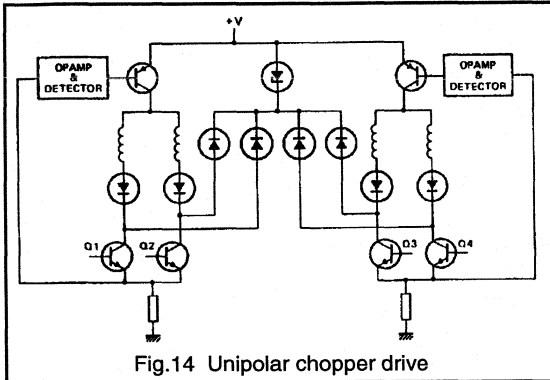 +V
OPAMP
&
DETECTOR
OPAMP
&
DETECTOR
Q1
Q2
Q3
Q4
Fig.14 Unipolar chopper drive